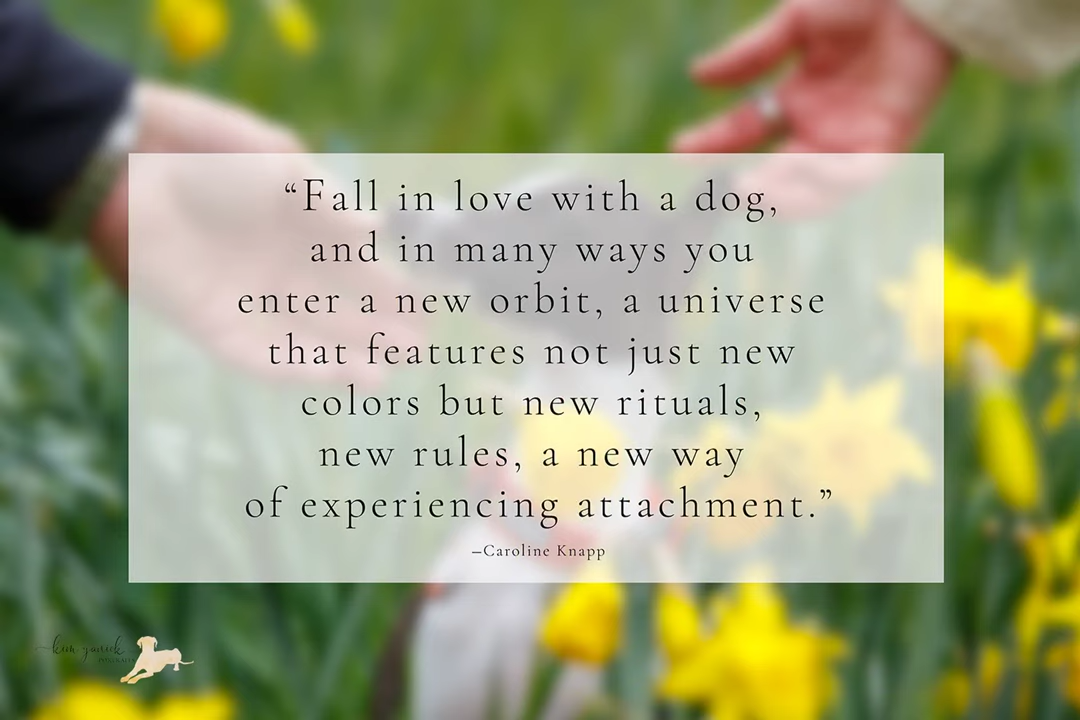 “Fall in love with a dog,
and in many ways you
enter a new orbit, a universe
that features not just new
colors but new rituals,
new rules, a new way
of experiencing attachment.”
–Caroline Knapp